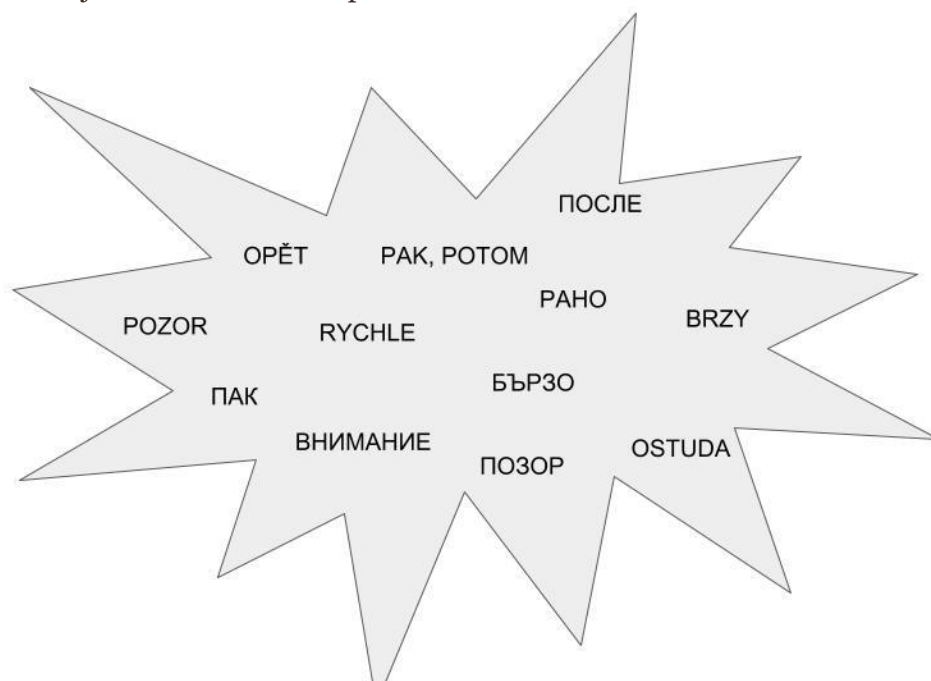 ПОСЛЕ
OPĚT
PAK, POTOM
РАНО
BRZY
POZOR
RYCHLE
БЪРЗО
ПАК
ВНИМАНИЕ
ПОЗОР
OSTUDA